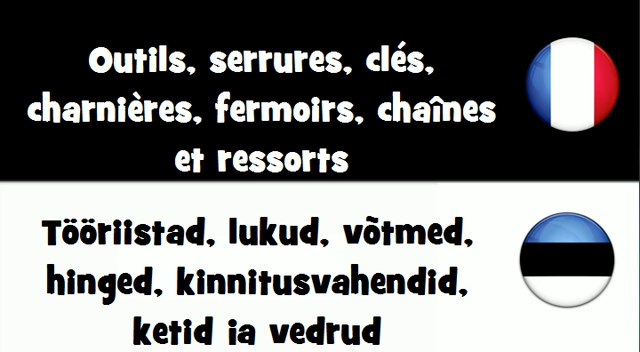 Outils, serrures, clés,
charnières, fermoirs, chaînes
et ressorts
Tööriistad, lukud, võtmed,
hinged, kinnitusvahendid,
ketid ja vedrud